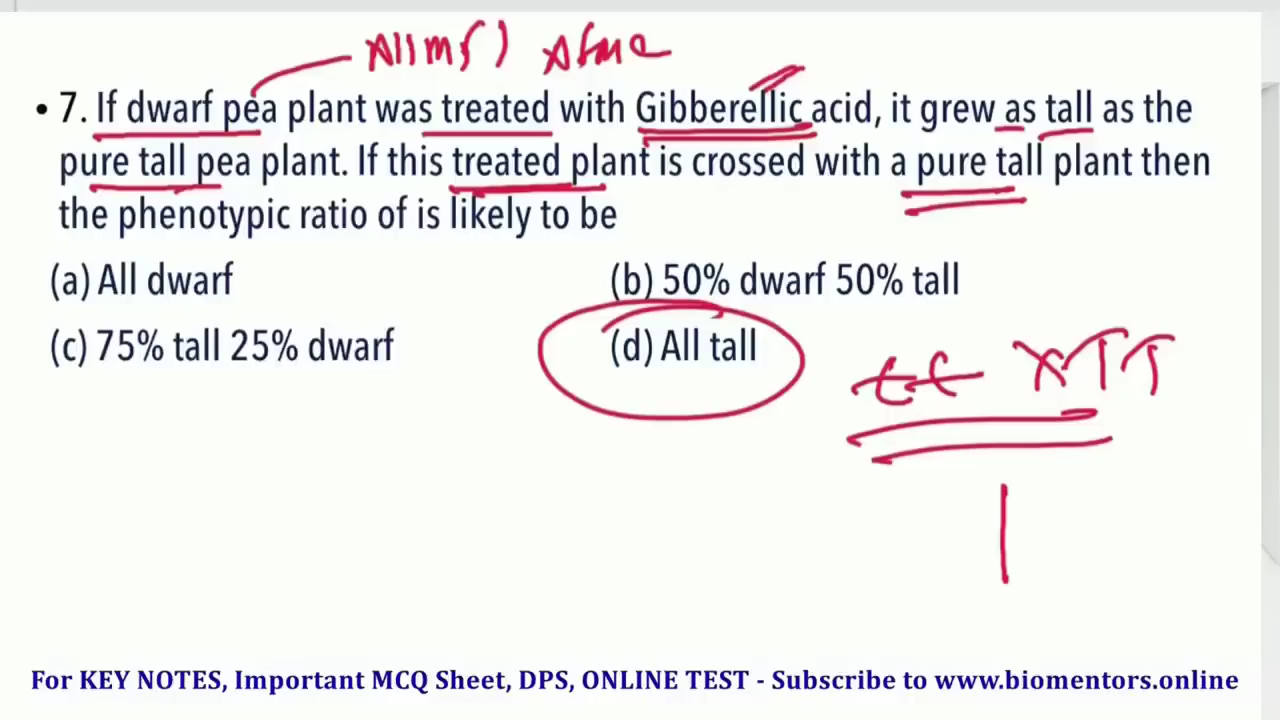 • 7. If dwarf pea plant was treated with Gibberellic acid, it grew as tall as the
pure tall pea plant. If this treated plant is crossed with a pure tall plant then
the phenotypic ratio of is likely to be
(a) All dwarf
(b) 50% dwarf 50% tall
(c) 75% tall 25% dwarf
(d) All tall
tt X TT
For KEY NOTES, Important MCQ Sheet, DPS, ONLINE TEST - Subscribe to www.biomentors.online